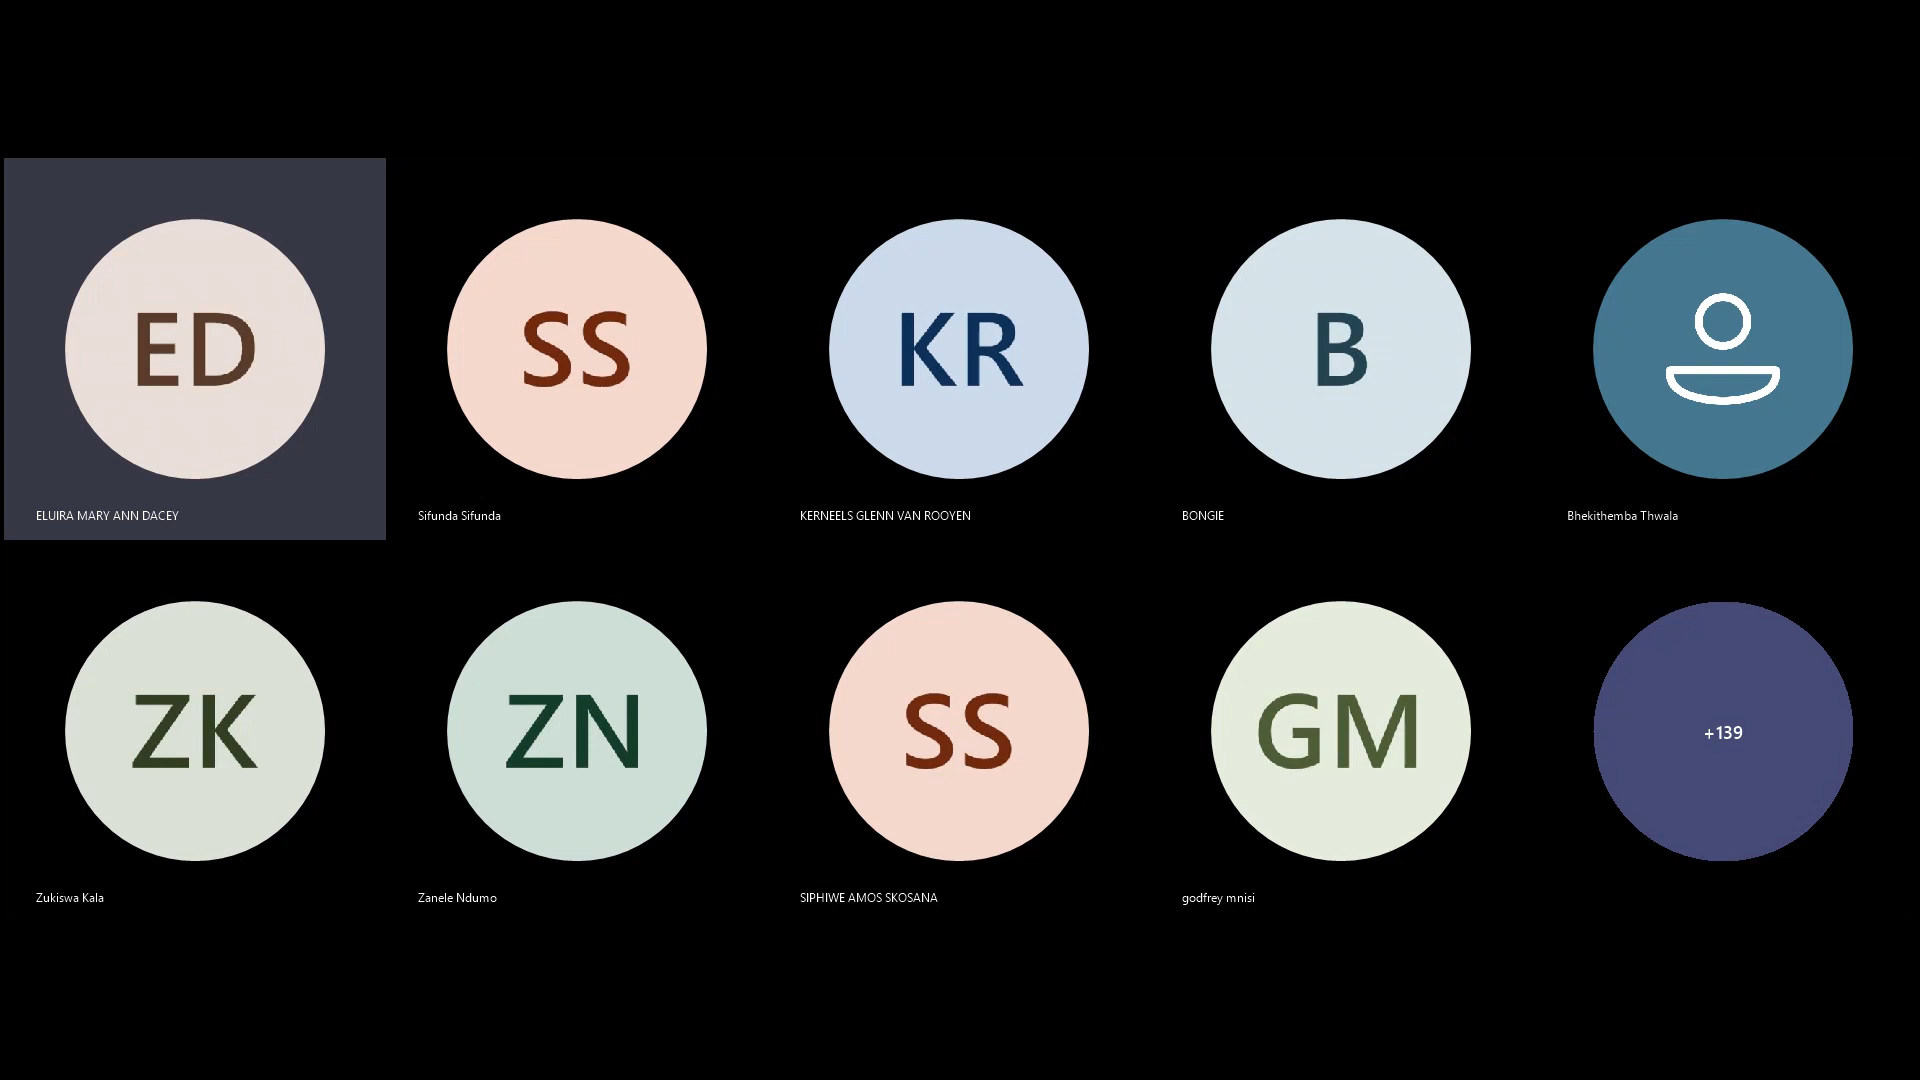 ED
SS
KR
B
ELUIRA MARY ANN DACEY
Sifunda Sifunda
KERNEELS GLENN VAN ROOYEN
BONGIE
Bhekithemba Thwala
ZK
ZN
SS
GM
+139
Zukiswa Kala
Zanele Ndumo
SIPHIWE AMOS SKOSANA
godfrey mnisi